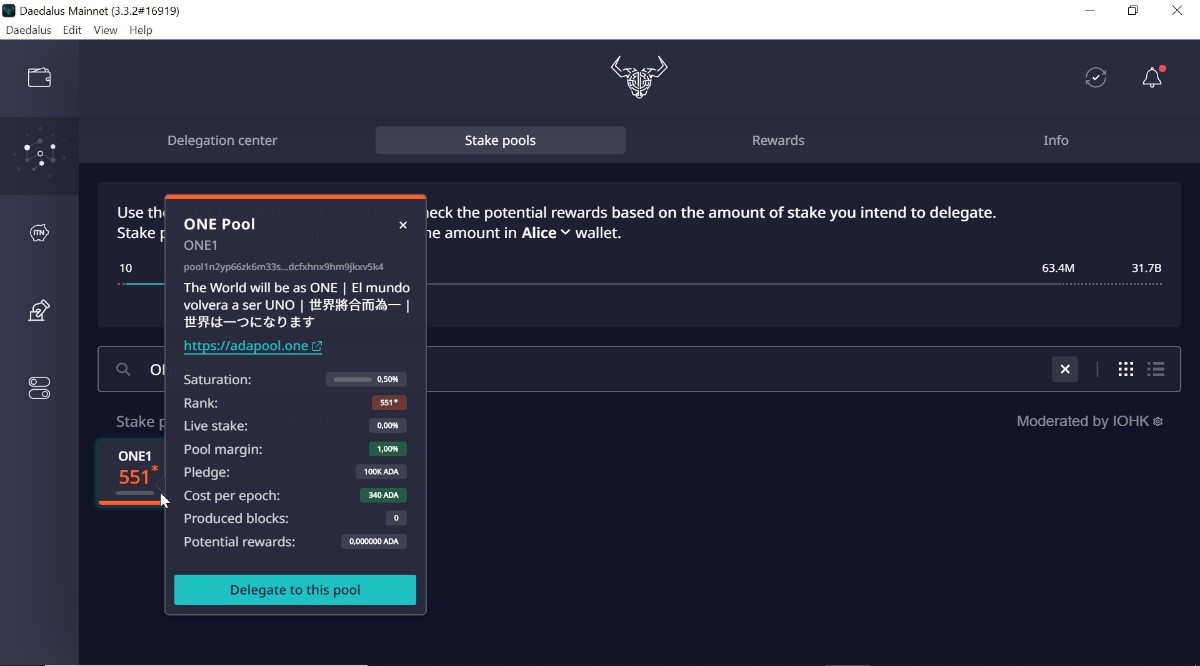 Daedalus Mainnet (3.3.2#16919)
Daedalus Edit View Help
Delegation center Stake pools Rewards Info
Use the
eck the potential rewards based on the amount of stake you intend to delegate.
Stake p
he amount in Alice wallet.
10 63.4M 31.7B
Stake p
Moderated by IOHK
ONE1
551*
ONE Pool
ONE1
pool1n2yp66zk6m33s...dcfxhnx9hm9jkxv5k4
The World will be as ONE | El mundo
volvera a ser UNO | 世界將合而為一 |
世界は一つになります
https://adapool.one
Saturation: 0,50%
Rank: 551*
Live stake: 0,00%
Pool margin: 1,00%
Pledge: 100K ADA
Cost per epoch: 340 ADA
Produced blocks: 0
Potential rewards: 0,000000 ADA
Delegate to this pool